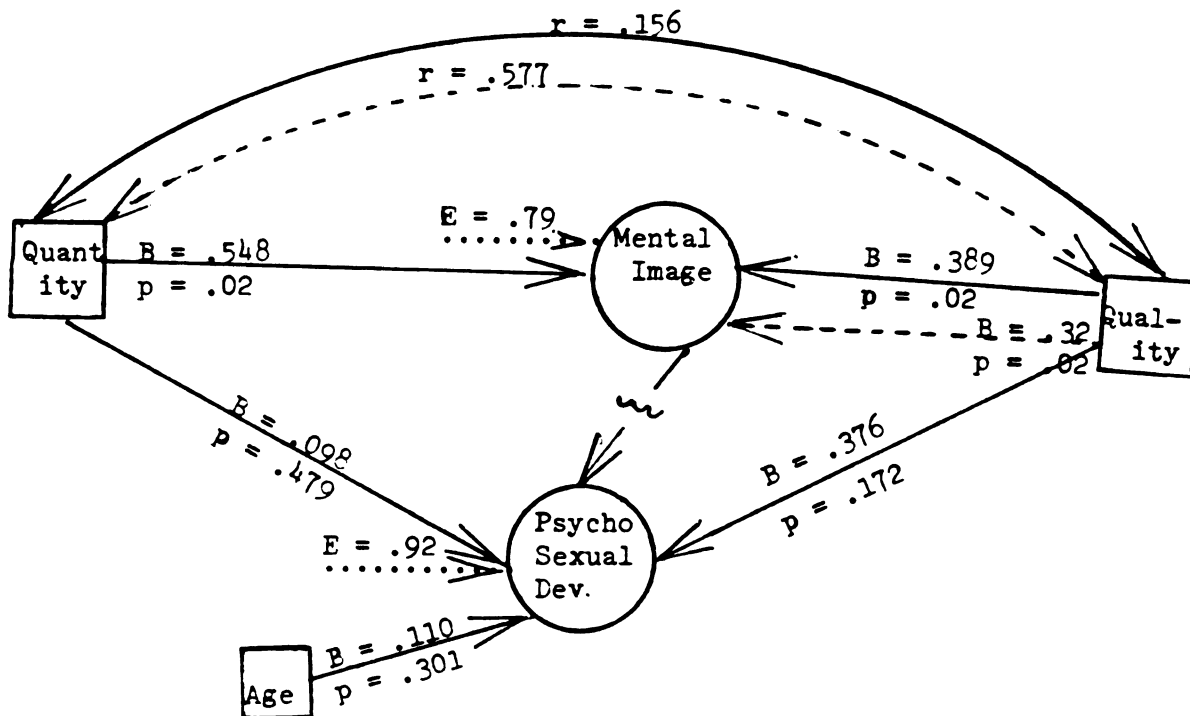 r = .156
r = .577
E = .79
Mental
Image
Quant
ity
B = .548
p = .02
B = .389
p = .02
Qual-
ity
B = .32
p = .02
B = .098
p = .479
B = .376
p = .172
Psycho
Sexual
Dev.
E = .92
B = .110
p = .301
Age